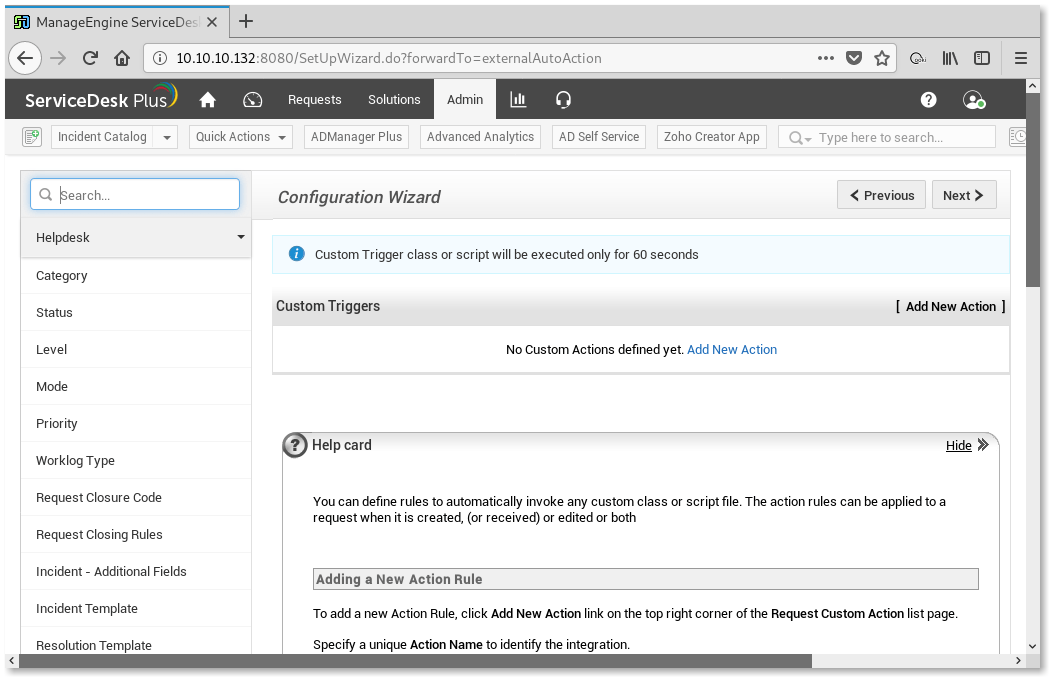 ManageEngine ServiceDes
10.10.10.132:8080/SetUpWizard.do?forwardTo=externalAutoAction
ServiceDesk Plus
Requests
Solutions
Admin
Incident Catalog
Quick Actions
ADManager Plus
Advanced Analytics
AD Self Service
Zoho Creator App
Type here to search...
Search...
Configuration Wizard
Previous
Next
Helpdesk
Category
Status
Level
Mode
Priority
Worklog Type
Request Closure Code
Request Closing Rules
Incident - Additional Fields
Incident Template
Resolution Template
Custom Trigger class or script will be executed only for 60 seconds
Custom Triggers
[ Add New Action ]
No Custom Actions defined yet. Add New Action
Help card
Hide
You can define rules to automatically invoke any custom class or script file. The action rules can be applied to a
request when it is created, (or received) or edited or both
Adding a New Action Rule
To add a new Action Rule, click Add New Action link on the top right corner of the Request Custom Action list page.
Specify a unique Action Name to identify the integration.